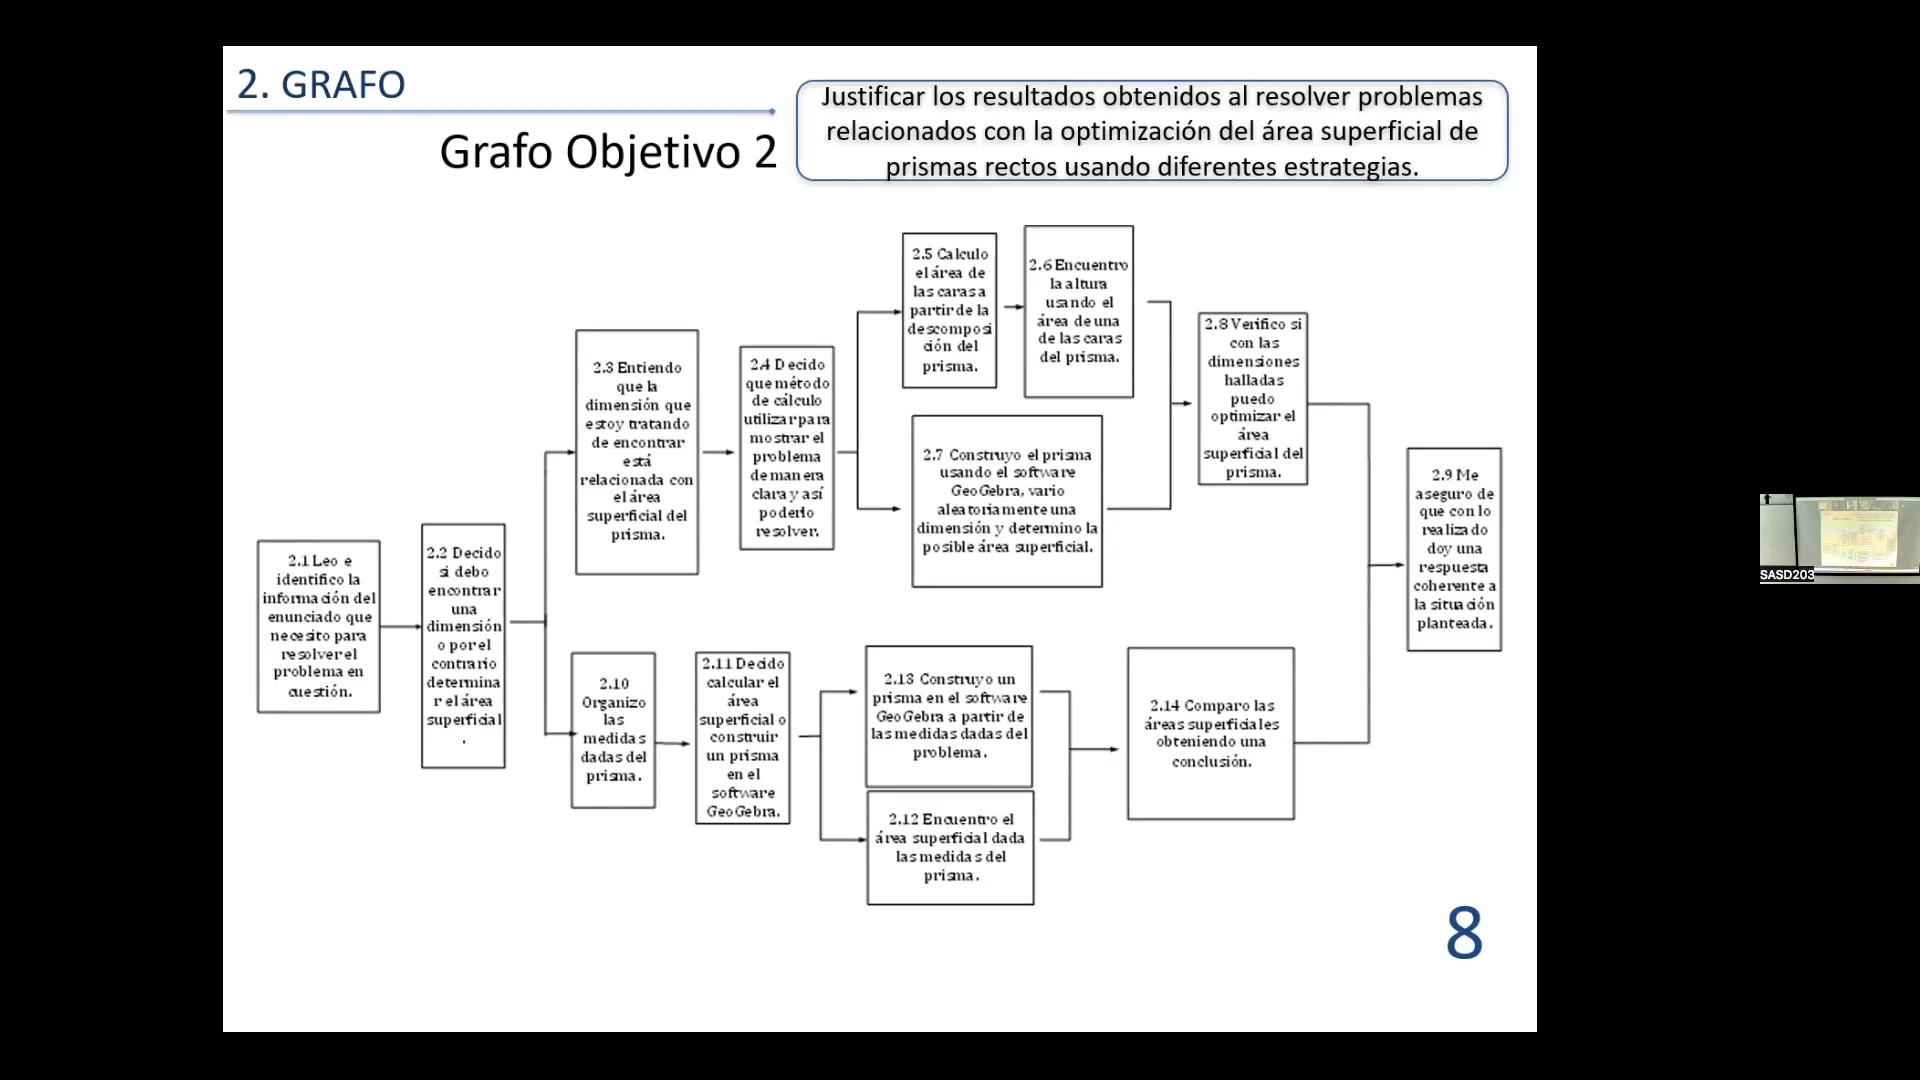 2. GRAFO
Grafo Objetivo 2
Justificar los resultados obtenidos al resolver problemas
relacionados con la optimización del área superficial de
prismas rectos usando diferentes estrategias.
2.1 Leo e
identifico la
información del
enunciado que
necesito para
resolver el
problema en
cuestión.
2.2 Decido
si debo
encontrar
una
dimensión
o por el
contrario
determina
r el área
superficial
.
2.3 Entiendo
que la
dimensión que
estoy tratando
de encontrar
está
relacionada con
el área
superficial del
prisma.
2.4 Decido
que método
de cálculo
utilizar para
mostrar el
problema
de manera
clara y así
poderlo
resolver.
2.5 Calculo
el área de
las caras a
partir de la
descomposi
ción del
prisma.
2.6 Encuentro
la altura
usando el
área de una
de las caras
del prisma.
2.7 Construyo el prisma
usando el software
GeoGebra, vario
aleatoriamente una
dimensión y determino la
posible área superficial.
2.8 Verifico si
con las
dimensiones
halladas
puedo
optimizar el
área
superficial del
prisma.
2.9 Me
aseguro de
que con lo
realizado
doy una
respuesta
coherente a
la situación
planteada.
2.10
Organizo
las
medidas
dadas del
prisma.
2.11 Decido
calcular el
área
superficial o
construir
un prisma
en el
software
GeoGebra.
2.13 Construyo un
prisma en el software
GeoGebra a partir de
las medidas dadas del
problema.
2.12 Encuentro el
área superficial dada
las medidas del
prisma.
2.14 Comparo las
áreas superficiales
obteniendo una
conclusión.
8
SASD203